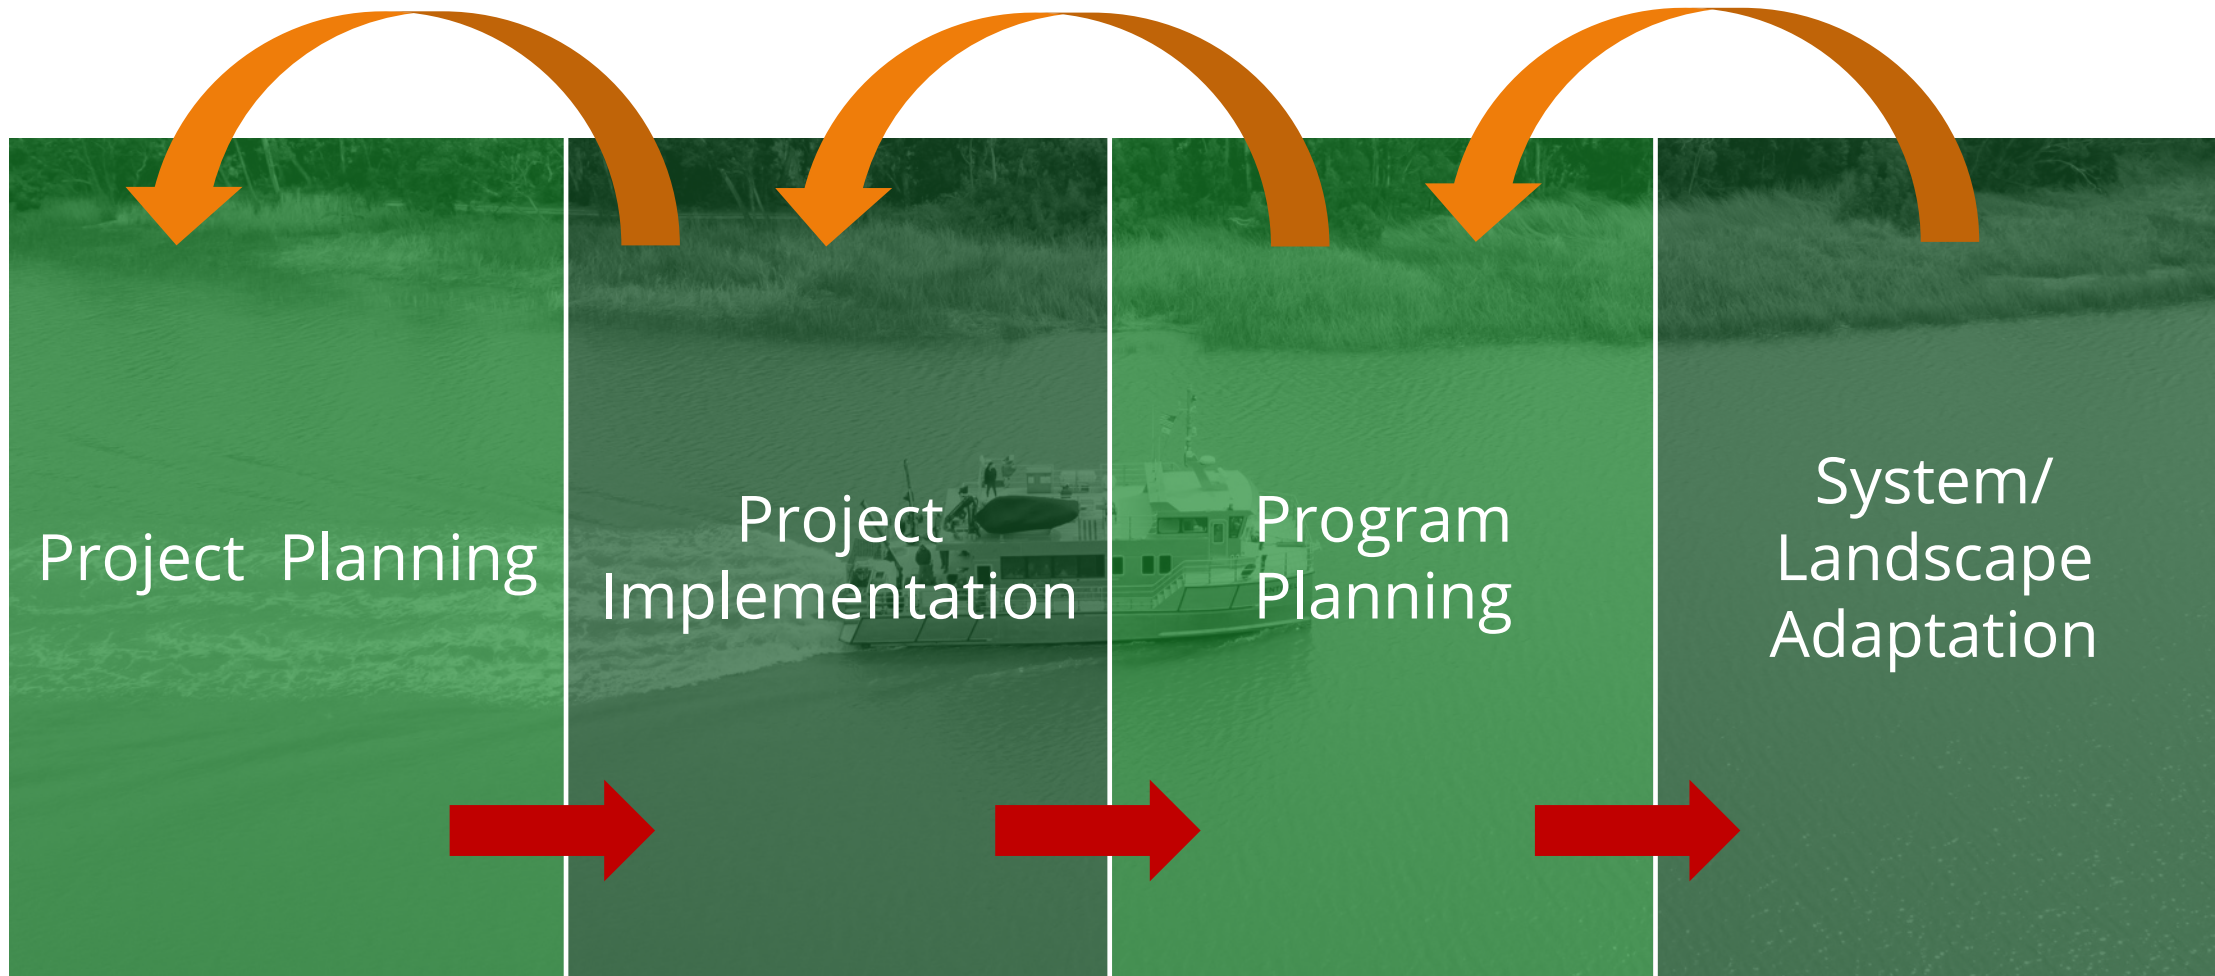 Project  Planning
Project
Implementation
Program
Planning
System/
Landscape
Adaptation